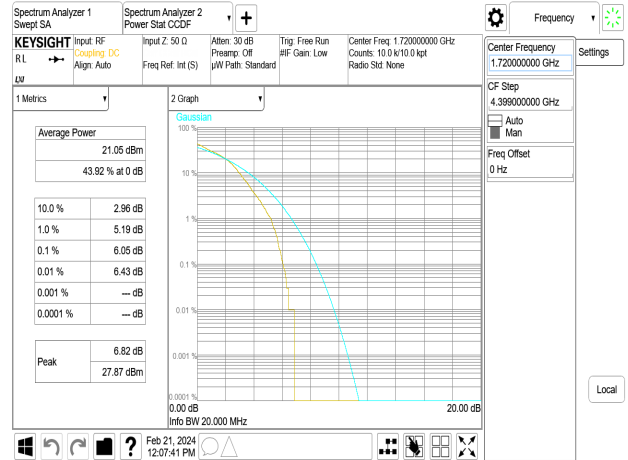 Spectrum Analyzer 1
Swept SA
Spectrum Analyzer 2
Power Stat CCDF
Frequency
KEYSIGHT
RL
LXI
Input: RF
Coupling: DC
Align: Auto
Input Z: 50 Ω
Freq Ref: Int (S)
Atten: 30 dB
Preamp: Off
µW Path: Standard
Trig: Free Run
#IF Gain: Low
Center Freq: 1.720000000 GHz
Counts: 10.0 k/10.0 kpt
Radio Std: None
Center Frequency
1.720000000 GHz
Settings
CF Step
4.399000000 GHz
Auto
Man
Freq Offset
0 Hz
1 Metrics
2 Graph
Average Power
21.05 dBm
43.92 % at 0 dB
10.0 % 2.96 dB
1.0 % 5.19 dB
0.1 % 6.05 dB
0.01 % 6.43 dB
0.001 % --- dB
0.0001 % --- dB
Peak
6.82 dB
27.87 dBm
Gaussian
100 %
10 %
1 %
0.1 %
0.01 %
0.001 %
0.0001 %
0.00 dB 20.00 dB
Info BW 20.000 MHz
Local
?
Feb 21, 2024
12:07:41 PM